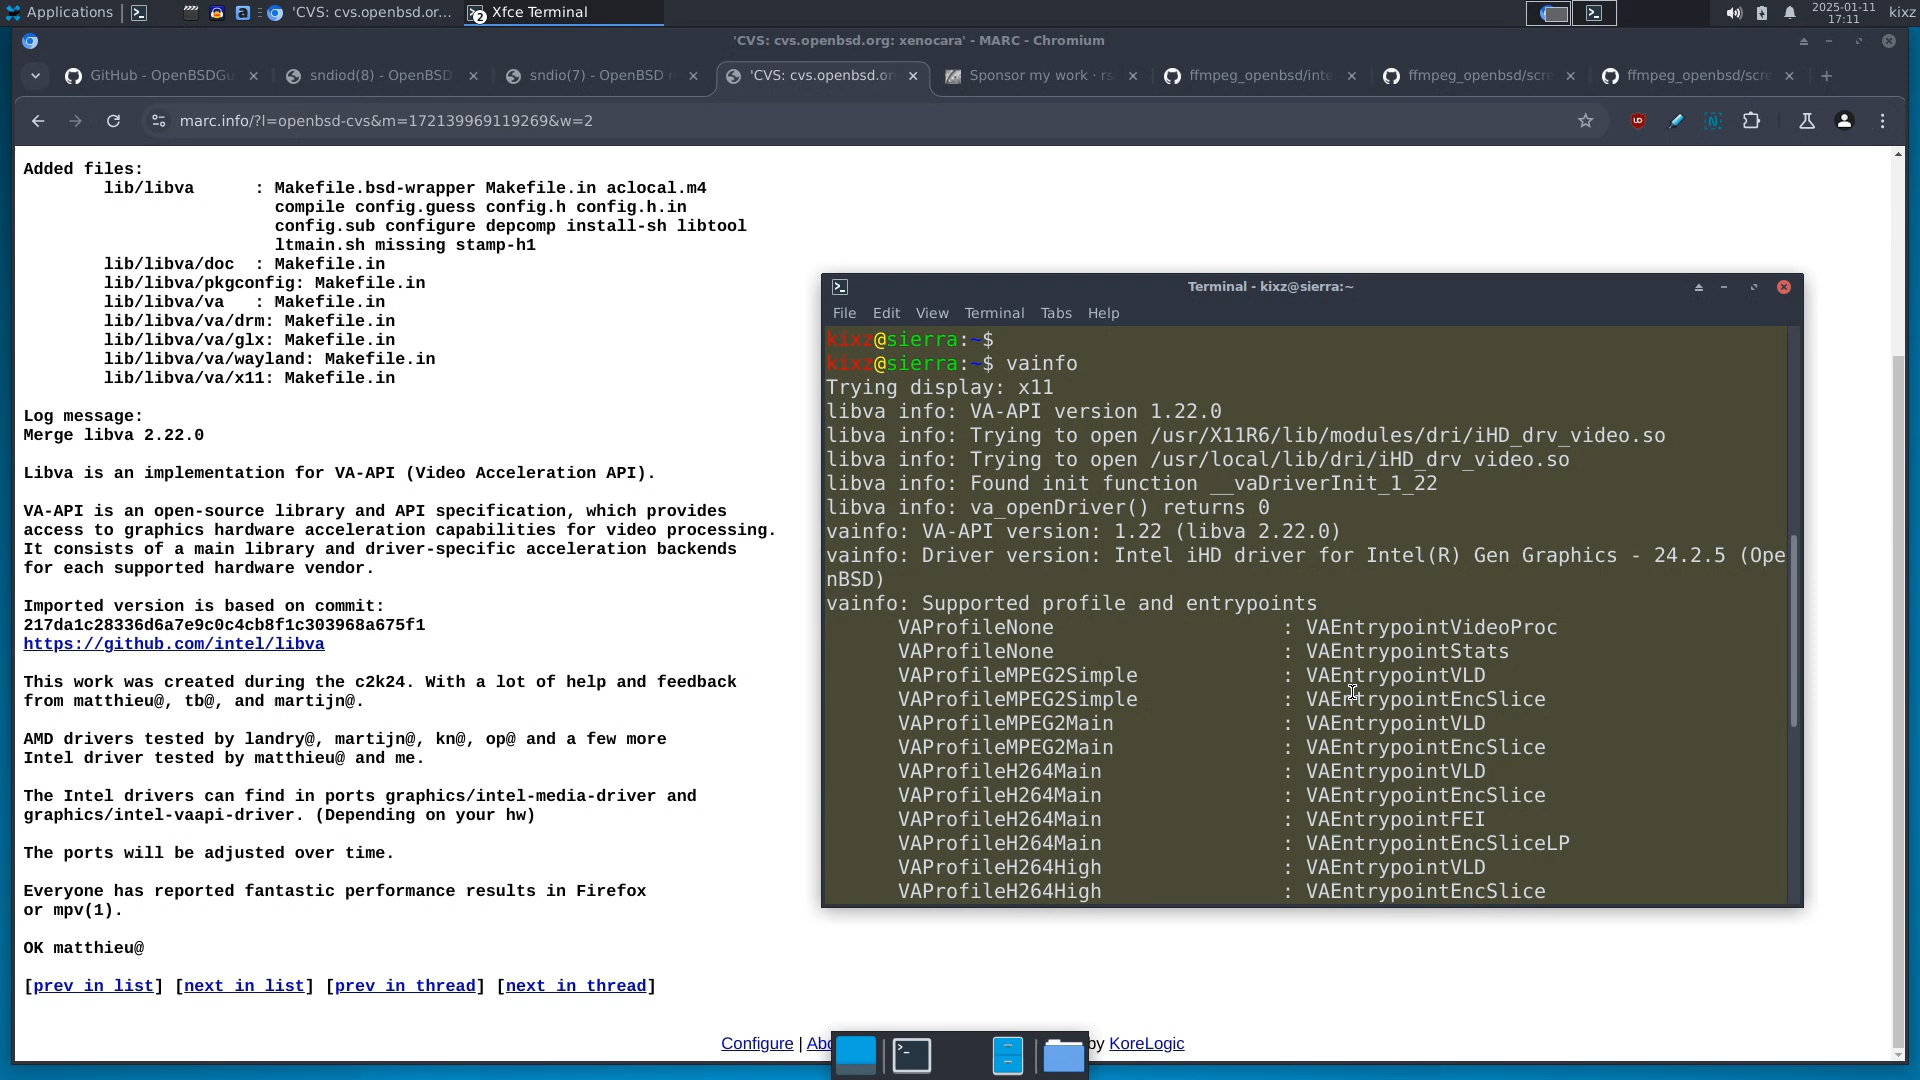 Applications
'CVS: cvs.openbsd.or...
2
Xfce Terminal
2025-01-11
17:11
kixz
'CVS: cvs.openbsd.org: xenocara' - MARC - Chromium
GitHub - OpenBSDGu
sndiod(8) - OpenBSD
sndio(7) - OpenBSD
'CVS: cvs.openbsd.or
Sponsor my work · rs
ffmpeg_openbsd/inte
ffmpeg_openbsd/scre
ffmpeg_openbsd/scre
marc.info/?l=openbsd-cvs&m=172139969119269&w=2
Added files:
lib/libva : Makefile.bsd-wrapper Makefile.in aclocal.m4
compile config.guess config.h config.h.in
config.sub configure depcomp install-sh libtool
ltmain.sh missing stamp-h1
lib/libva/doc : Makefile.in
lib/libva/pkgconfig: Makefile.in
lib/libva/va : Makefile.in
lib/libva/va/drm: Makefile.in
lib/libva/va/glx: Makefile.in
lib/libva/va/wayland: Makefile.in
lib/libva/va/x11: Makefile.in
Log message:
Merge libva 2.22.0
Libva is an implementation for VA-API (Video Acceleration API).
VA-API is an open-source library and API specification, which provides
access to graphics hardware acceleration capabilities for video processing.
It consists of a main library and driver-specific acceleration backends
for each supported hardware vendor.
Imported version is based on commit:
217da1c28336d6a7e9c0c4cb8f1c303968a675f1
https://github.com/intel/libva
This work was created during the c2k24. With a lot of help and feedback
from matthieu@, tb@, and martijn@.
AMD drivers tested by landry@, martijn@, kn@, op@ and a few more
Intel driver tested by matthieu@ and me.
The Intel drivers can find in ports graphics/intel-media-driver and
graphics/intel-vaapi-driver. (Depending on your hw)
The ports will be adjusted over time.
Everyone has reported fantastic performance results in Firefox
or mpv(1).
OK matthieu@
[prev in list] [next in list] [prev in thread] [next in thread]
Configure | Abo
by KoreLogic
Terminal - kixz@sierra:~
File Edit View Terminal Tabs Help
kixz@sierra:~$
kixz@sierra:~$ vainfo
Trying display: x11
libva info: VA-API version 1.22.0
libva info: Trying to open /usr/X11R6/lib/modules/dri/iHD_drv_video.so
libva info: Trying to open /usr/local/lib/dri/iHD_drv_video.so
libva info: Found init function __vaDriverInit_1_22
libva info: va_openDriver() returns 0
vainfo: VA-API version: 1.22 (libva 2.22.0)
vainfo: Driver version: Intel iHD driver for Intel(R) Gen Graphics - 24.2.5 (Ope
nBSD)
vainfo: Supported profile and entrypoints
VAProfileNone : VAEntrypointVideoProc
VAProfileNone : VAEntrypointStats
VAProfileMPEG2Simple : VAEntrypointVLD
VAProfileMPEG2Simple : VAEntrypointEncSlice
VAProfileMPEG2Main : VAEntrypointVLD
VAProfileMPEG2Main : VAEntrypointEncSlice
VAProfileH264Main : VAEntrypointVLD
VAProfileH264Main : VAEntrypointEncSlice
VAProfileH264Main : VAEntrypointFEI
VAProfileH264Main : VAEntrypointEncSliceLP
VAProfileH264High : VAEntrypointVLD
VAProfileH264High : VAEntrypointEncSlice